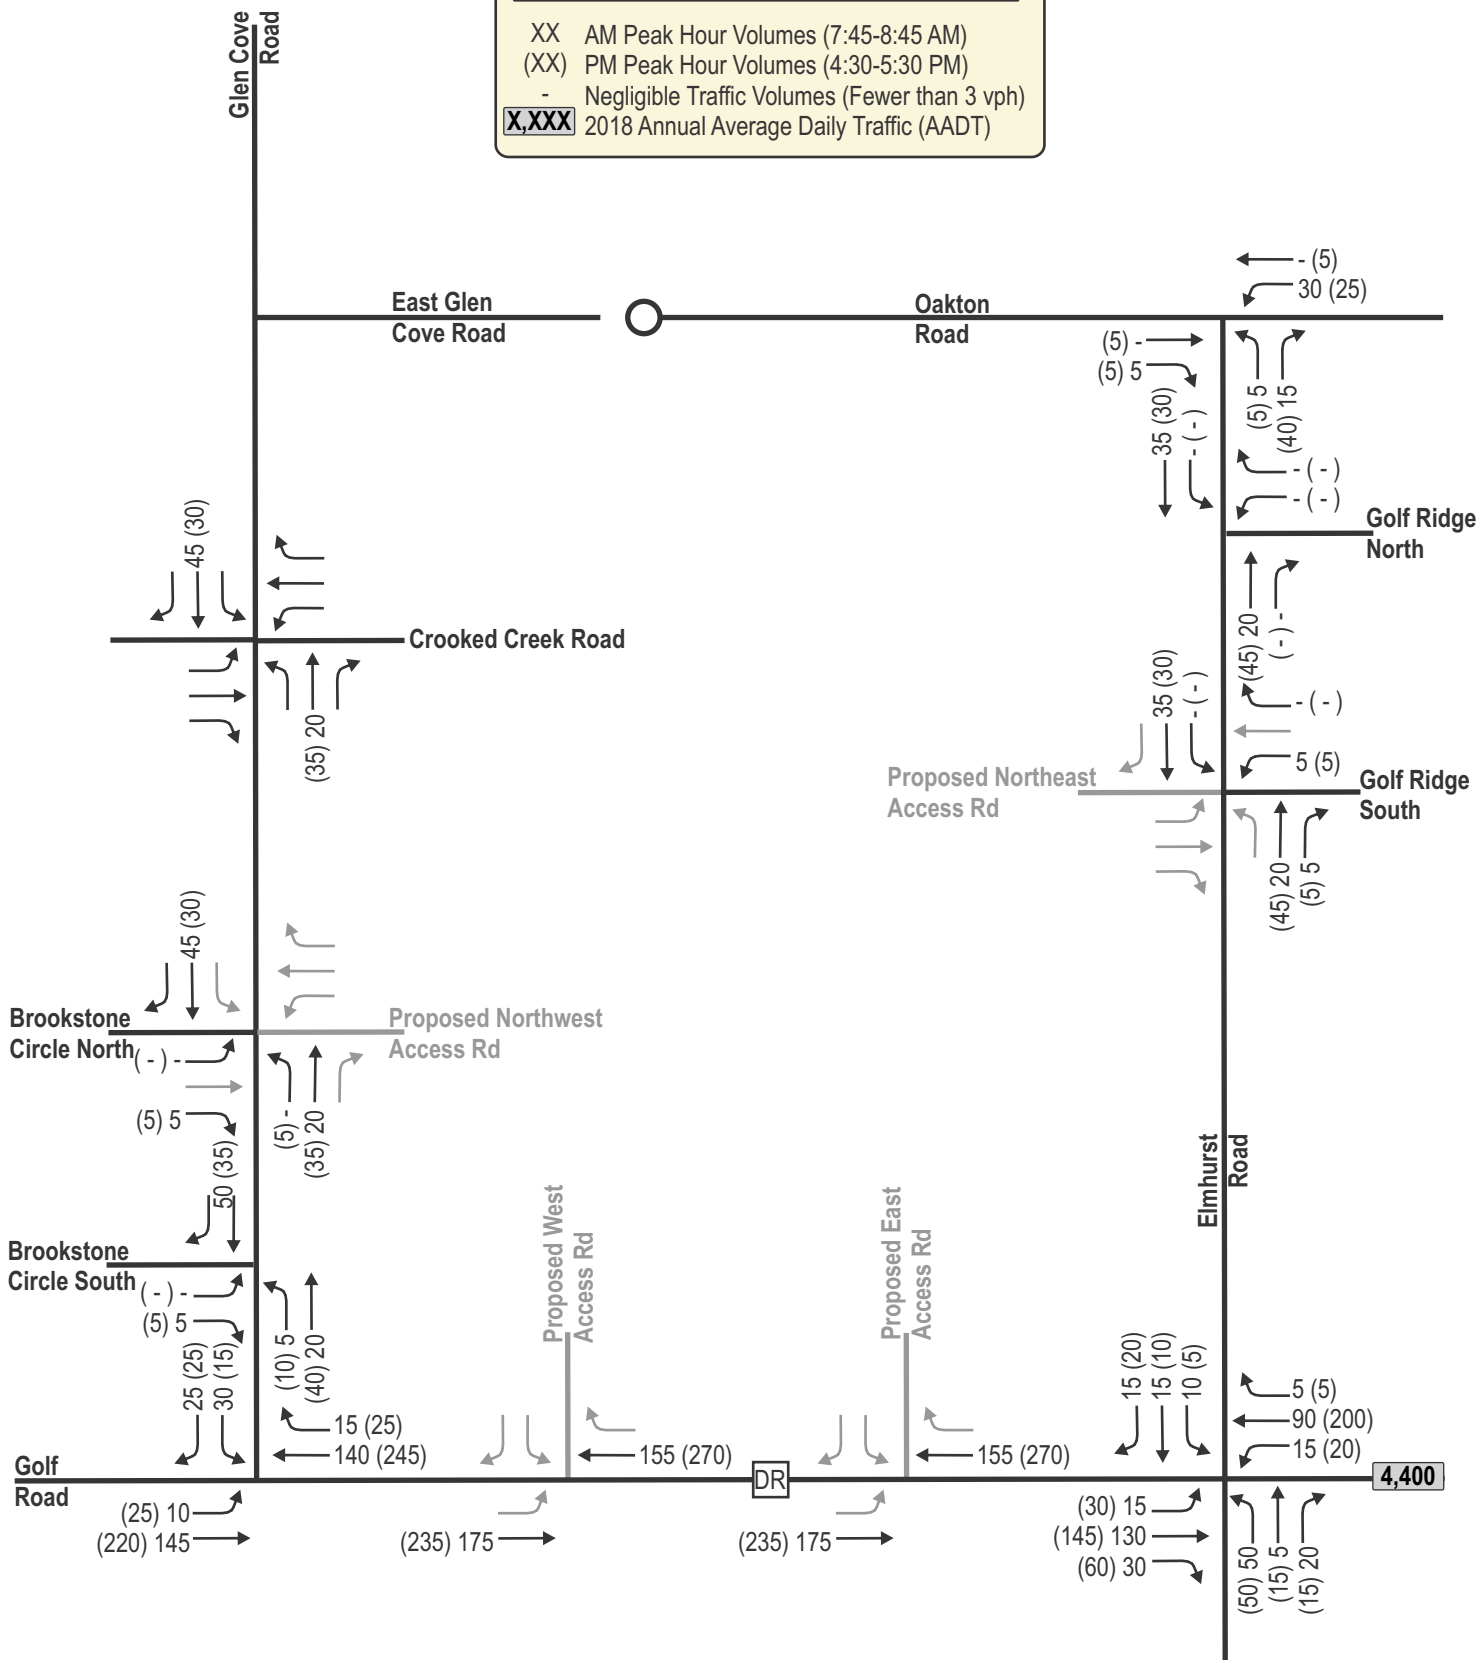 Glen Cove
Road
XX AM Peak Hour Volumes (7:45-8:45 AM)
(XX) PM Peak Hour Volumes (4:30-5:30 PM)
- Negligible Traffic Volumes (Fewer than 3 vph)
X,XXX 2018 Annual Average Daily Traffic (AADT)
- (5)
30 (25)
East Glen
Cove Road
Oakton
Road
(5) -
(5) 5
35 (30)
- ( - )
(5) 5
(40) 15
- ( - )
- ( - )
Golf Ridge
North
45 (30)
Crooked Creek Road
(35) 20
(45) 20
( - ) -
35 (30)
- ( - )
- ( - )
5 (5)
Proposed Northeast
Access Rd
Golf Ridge
South
(45) 20
(5) 5
45 (30)
Brookstone
Circle North
Proposed Northwest
Access Rd
( - ) -
(5) 5
(5) -
(35) 20
50 (35)
Elmhurst
Road
Brookstone
Circle South
( - ) -
(5) 5
(10) 5
(40) 20
Proposed West
Access Rd
Proposed East
Access Rd
25 (25)
30 (15)
15 (25)
140 (245)
155 (270)
155 (270)
15 (20)
15 (10)
10 (5)
5 (5)
90 (200)
15 (20)
Golf
Road
DR
4,400
(25) 10
(220) 145
(235) 175
(235) 175
(30) 15
(145) 130
(60) 30
(50) 50
(15) 5
(15) 20